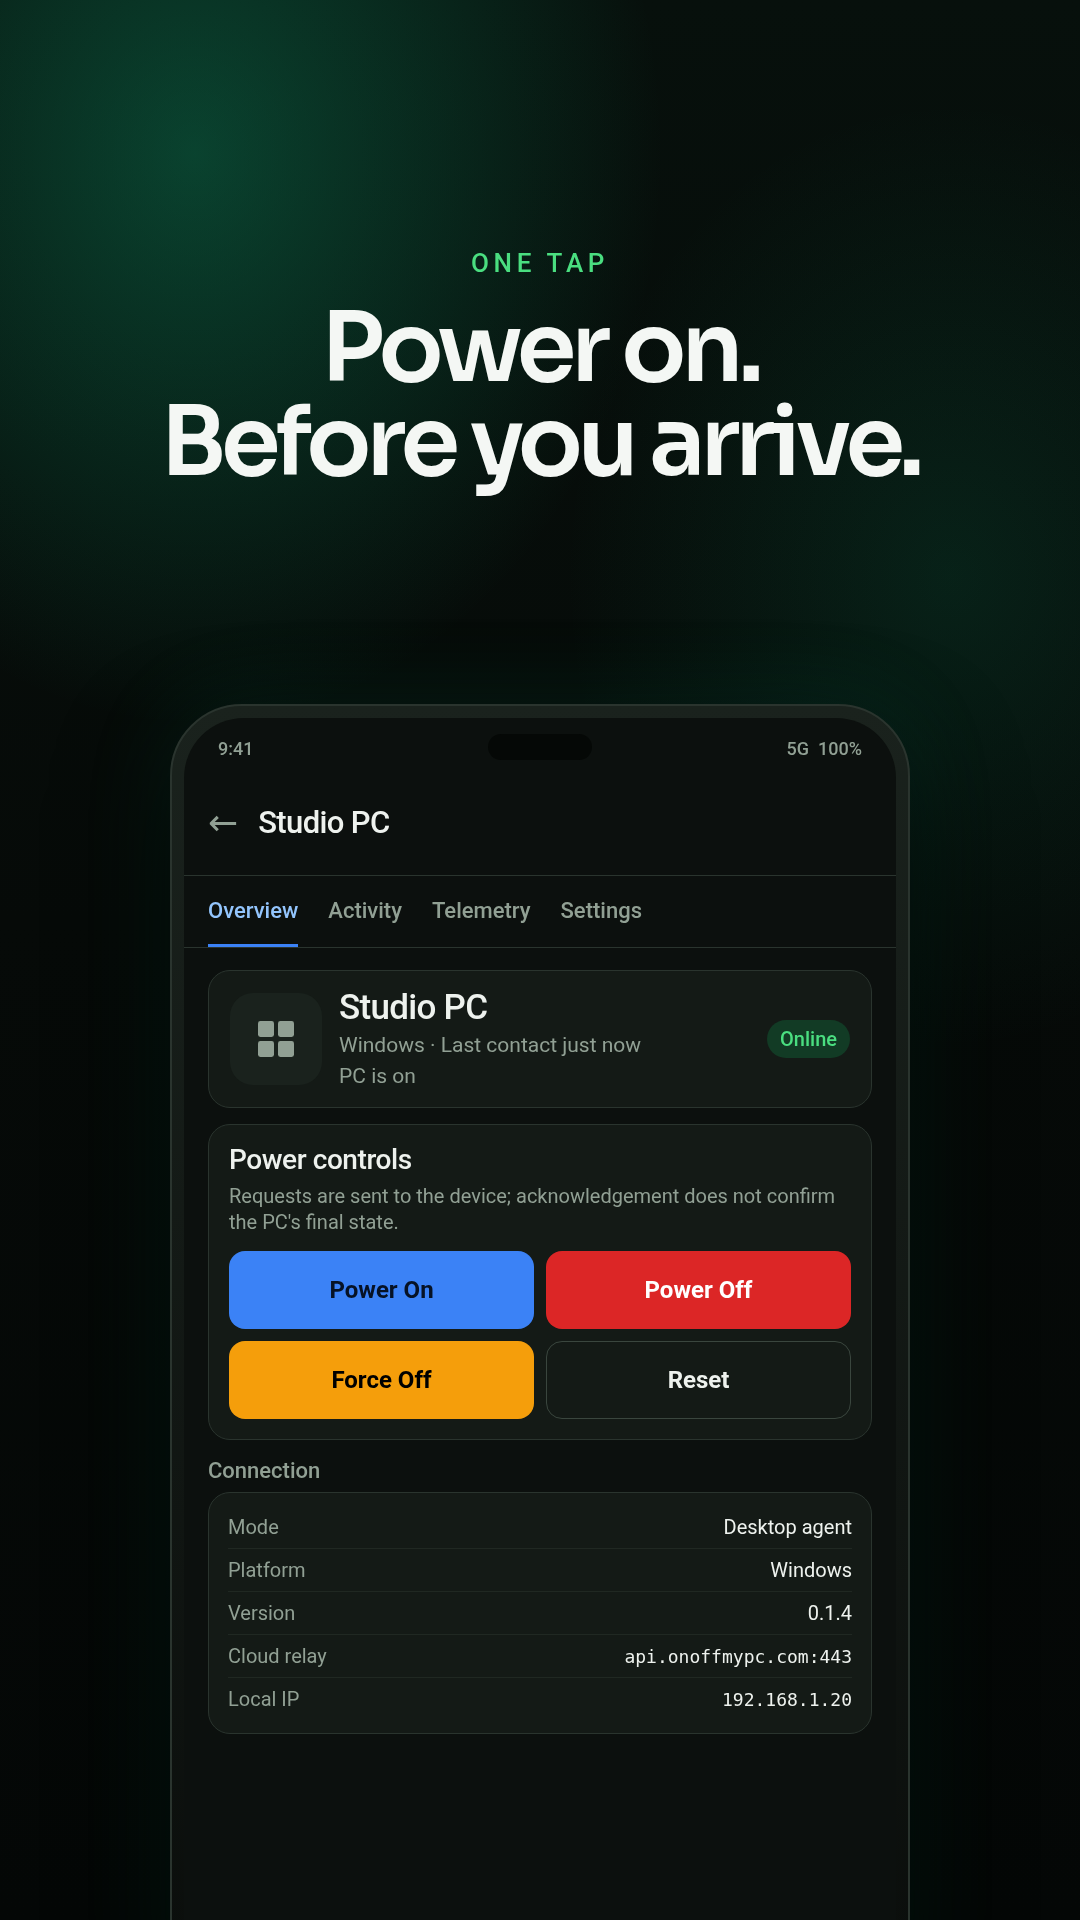 ONE TAP
Power on.
Before you arrive.
9:41
5G 100%
Studio PC
Overview Activity Telemetry Settings
Studio PC
Windows · Last contact just now
PC is on
Online
Power controls
Requests are sent to the device; acknowledgement does not confirm
the PC's final state.
Power On
Power Off
Force Off
Reset
Connection
Mode Desktop agent
Platform Windows
Version 0.1.4
Cloud relay api.onoffmypc.com:443
Local IP 192.168.1.20